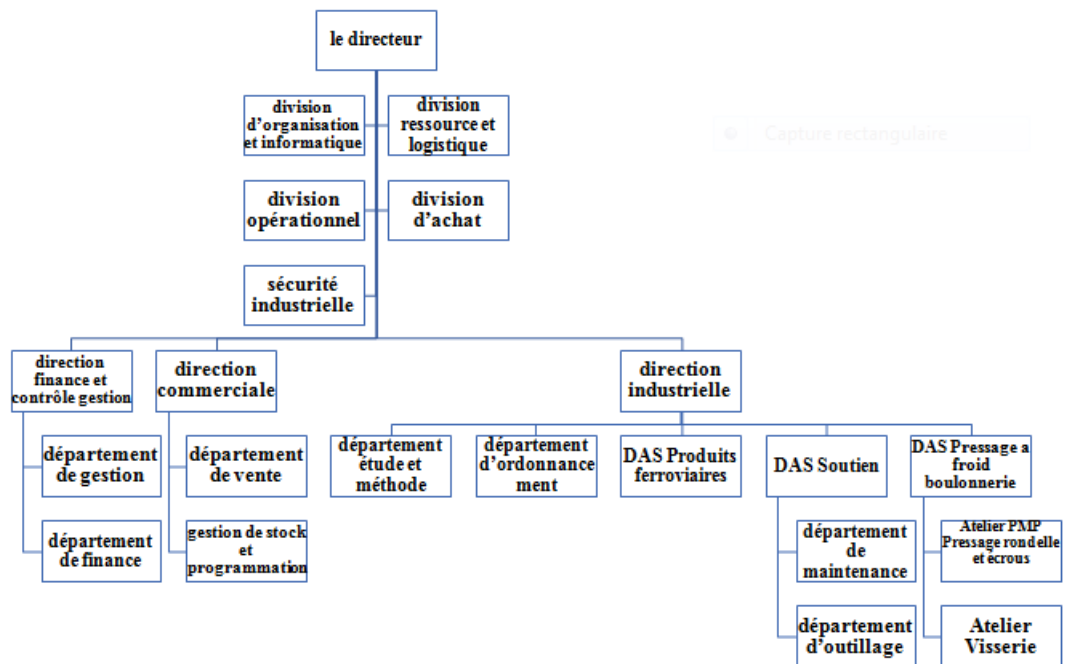 le directeur
division
d'organisation
et informatique
division
ressource et
logistique
division
opérationnel
division
d'achat
sécurité
industrielle
direction
finance et
contrôle gestion
direction
commerciale
direction
industrielle
département
de gestion
département
de vente
département
étude et
méthode
département
d'ordonnance
ment
DAS Produits
ferroviaires
DAS Soutien
DAS Pressage a
froid
boulonnerie
département
de finance
gestion de stock
et
programmation
département
de
maintenance
Atelier PMP
Pressage rondelle
et écrous
département
d'outillage
Atelier
Visserie
Capture rectangulaire